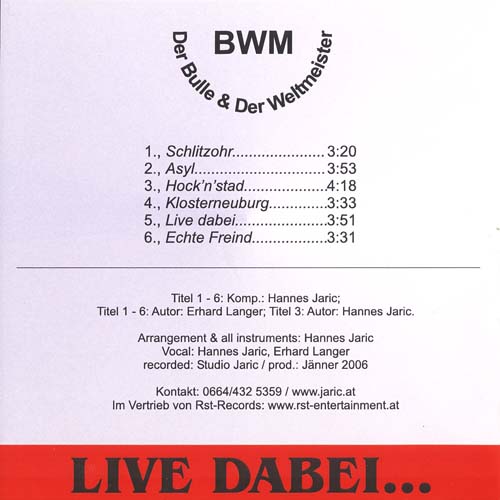 BWM
Der Bulle & Der Weltmeister
1., Schlitzohr....................... 3:20
2., Asyl.................................3:53
3., Hock'n'stad.....................4:18
4., Klosterneuburg...............3:33
5., Live dabei.......................3:51
6., Echte Freind...................3:31
Titel 1 - 6: Komp.: Hannes Jaric;
Titel 1 - 6: Autor: Erhard Langer; Titel 3: Autor: Hannes Jaric.
Arrangement & all instruments: Hannes Jaric
Vocal: Hannes Jaric, Erhard Langer
recorded: Studio Jaric / prod.: Jänner 2006
Kontakt: 0664/432 5359 / www.jaric.at
Im Vertrieb von Rst-Records: www.rst-entertainment.at
LIVE DABEI...